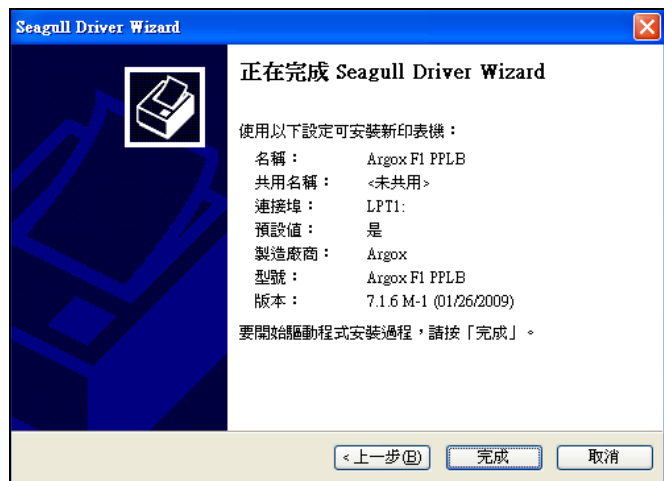 Seagull Driver Wizard
正在完成 Seagull Driver Wizard
使用以下設定可安裝新印表機：
名稱： Argox F1 PPLB
共用名稱： <未共用>
連接埠： LPT1:
預設值： 是
製造廠商： Argox
型號： Argox F1 PPLB
版本： 7.1.6 M-1 (01/26/2009)
要開始驅動程式安裝過程，請按「完成」。
<上一步(B) 完成 取消